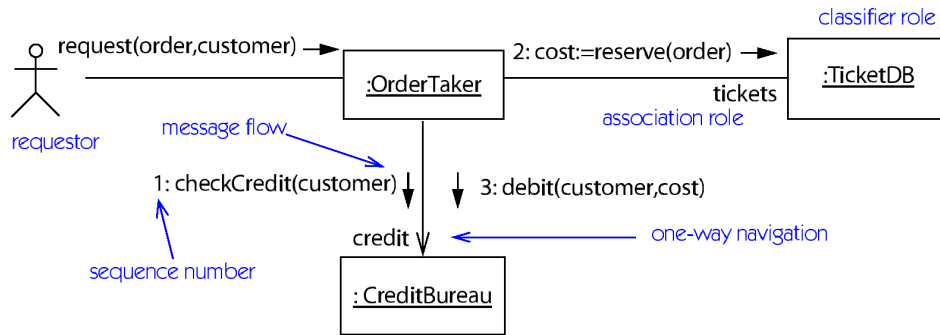 classifier role
request(order,customer)
2: cost:=reserve(order)
:OrderTaker
:TicketDB
tickets
association role
requestor
message flow
1: checkCredit(customer)
3: debit(customer,cost)
credit
one-way navigation
sequence number
: CreditBureau